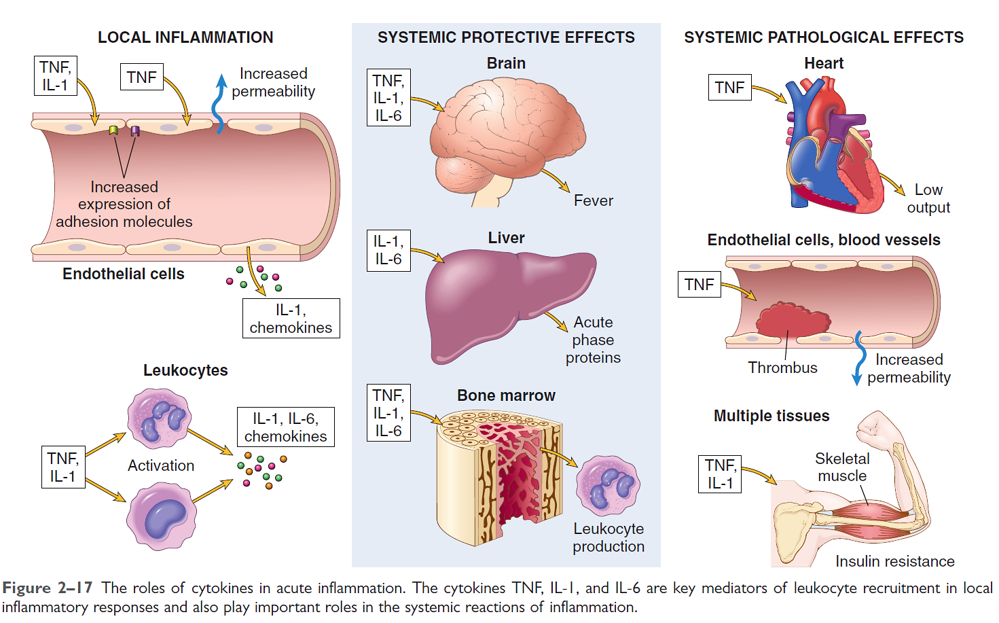 LOCAL INFLAMMATION
TNF,
IL-1
TNF
Increased
permeability
Increased
expression of
adhesion molecules
Endothelial cells
IL-1,
chemokines
Leukocytes
TNF,
IL-1
Activation
IL-1, IL-6,
chemokines
SYSTEMIC PROTECTIVE EFFECTS
Brain
TNF,
IL-1,
IL-6
Fever
Liver
IL-1,
IL-6
Acute
phase
proteins
Bone marrow
TNF,
IL-1,
IL-6
Leukocyte
production
SYSTEMIC PATHOLOGICAL EFFECTS
Heart
TNF
Low
output
Endothelial cells, blood vessels
TNF
Thrombus
Increased
permeability
Multiple tissues
TNF,
IL-1
Skeletal
muscle
Insulin resistance
Figure 2–17 The roles of cytokines in acute inflammation. The cytokines TNF, IL-1, and IL-6 are key mediators of leukocyte recruitment in local
inflammatory responses and also play important roles in the systemic reactions of inflammation.